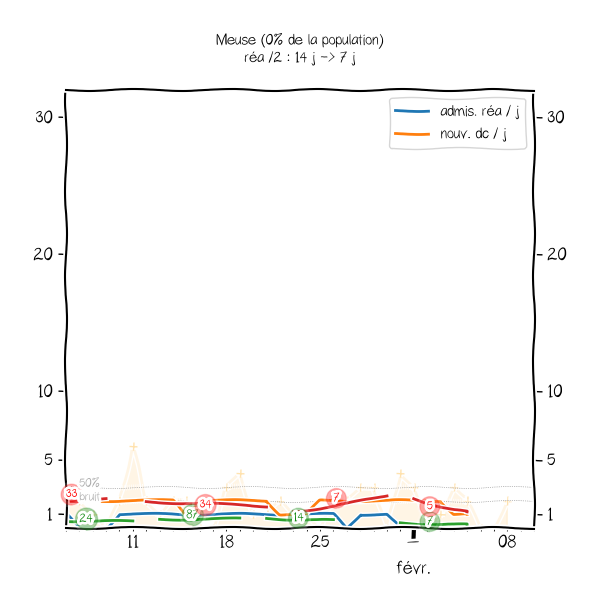 Meuse (0% de la population)
réa /2 : 14 j -> 7 j
admis. réa / j
nouv. dc / j
30 30
20 20
10 10
5 5
1 1
50%
bruit
33 24 87 34 14 7 5 7
11 18 25 1 08
févr.